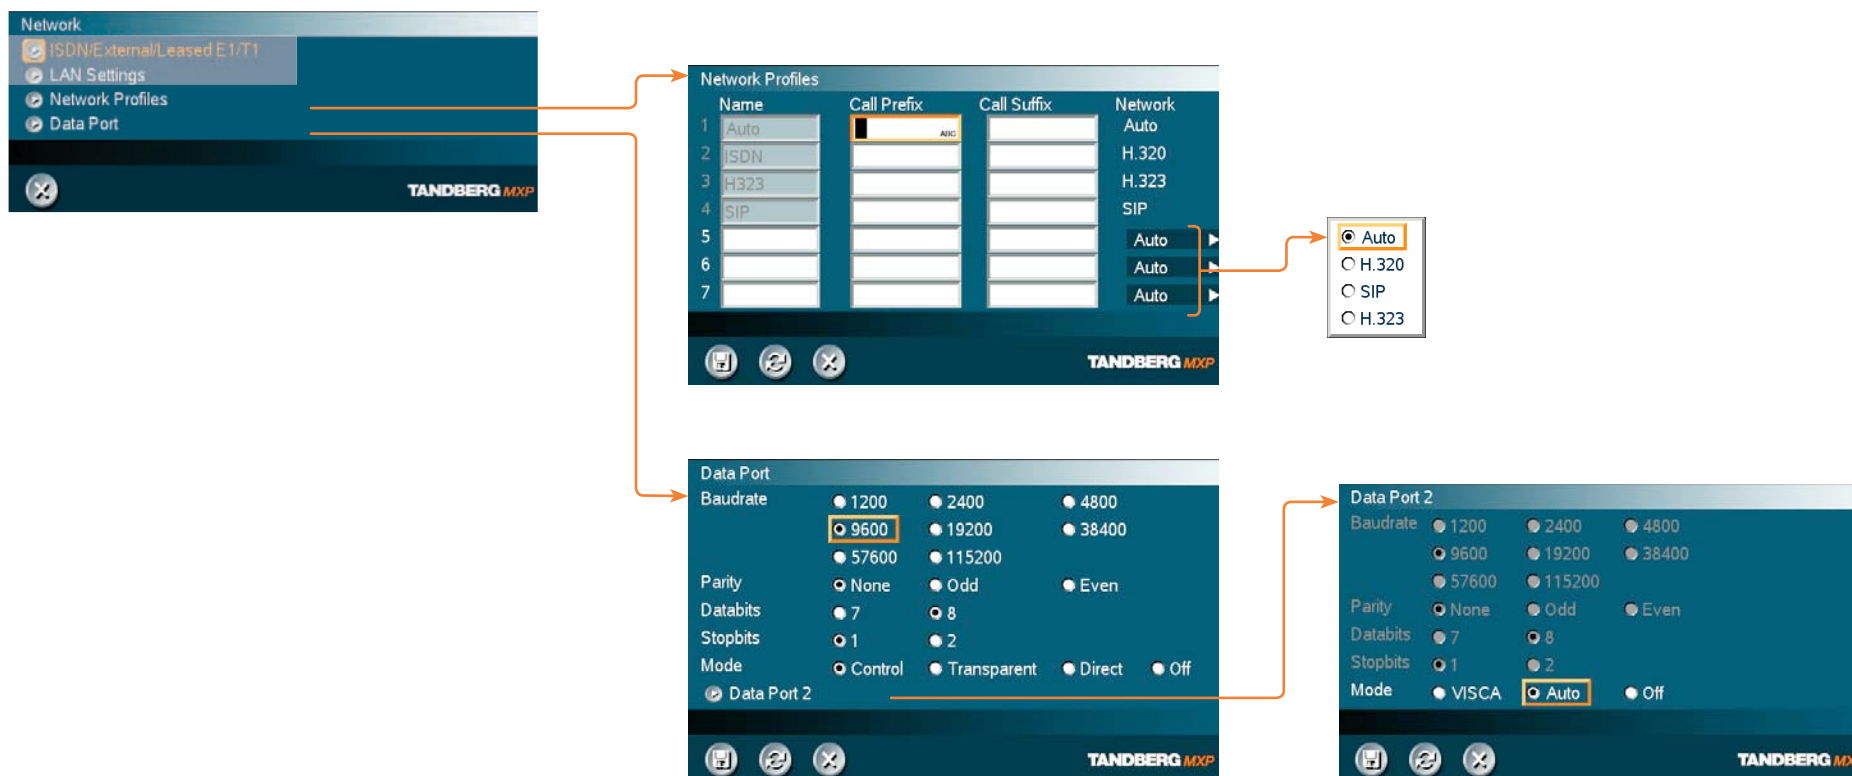 Network
ISDN/External/Leased E1/T1
LAN Settings
Network Profiles
Data Port
TANDBERG MXP
Network Profiles
Name Call Prefix Call Suffix Network
1 Auto ABC Auto
2 ISDN H.320
3 H323 H.323
4 SIP SIP
5 Auto
6 Auto
7 Auto
TANDBERG MXP
Auto
H.320
SIP
H.323
Data Port
Baudrate 1200 2400 4800
9600 19200 38400
57600 115200
Parity None Odd Even
Databits 7 8
Stopbits 1 2
Mode Control Transparent Direct Off
Data Port 2
TANDBERG MXP
Data Port 2
Baudrate 1200 2400 4800
9600 19200 38400
57600 115200
Parity None Odd Even
Databits 7 8
Stopbits 1 2
Mode VISCA Auto Off
TANDBERG MX